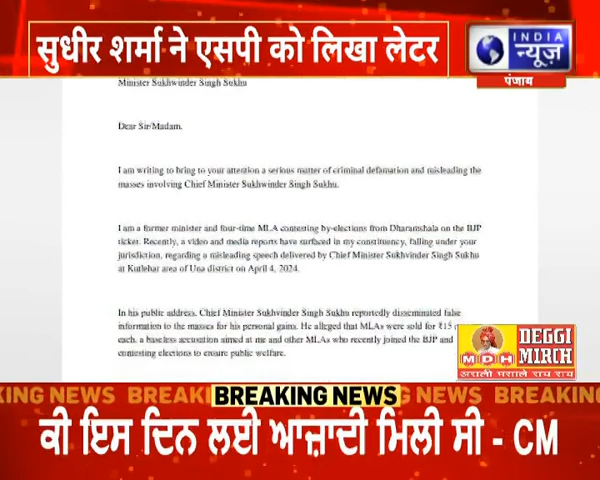 सुधीर शर्मा ने एसपी को लिखा लेटर
INDIA
न्यूज़
पंजाब
Minister Sukhwinder Singh Sukhu
Dear Sir/Madam.
I am writing to bring to your attention a serious matter of criminal defamation and misleading the
masses involving Chief Minister Sukhwinder Singh Sukhu.
I am a former minister and four-time MLA contesting by-elections from Dharamshala on the BJP
ticket. Recently, a video and media reports have surfaced in my constituency, falling under your
jurisdiction, regarding a misleading speech delivered by Chief Minister Sukhvinder Singh Sukhu
at Kutlehar area of Una district on April 4, 2024.
In his public address, Chief Minister Sukhvinder Singh Sukhu reportedly disseminated false
information to the masses for his personal gains. He alleged that MLAs were sold for ₹15
each, a baseless accusation aimed at me and other MLAs who recently joined the BJP and
contesting elections to ensure public welfare.
MDH
DEGGI
MIRCH
असली मसाले सच सच
KING NEWS BREAKI BREAKING NEWS G NEWS BREAKING NEWS
ਕੀ ਇਸ ਦਿਨ ਲਈ ਆਜ਼ਾਦੀ ਮਿਲੀ ਸੀ - CM